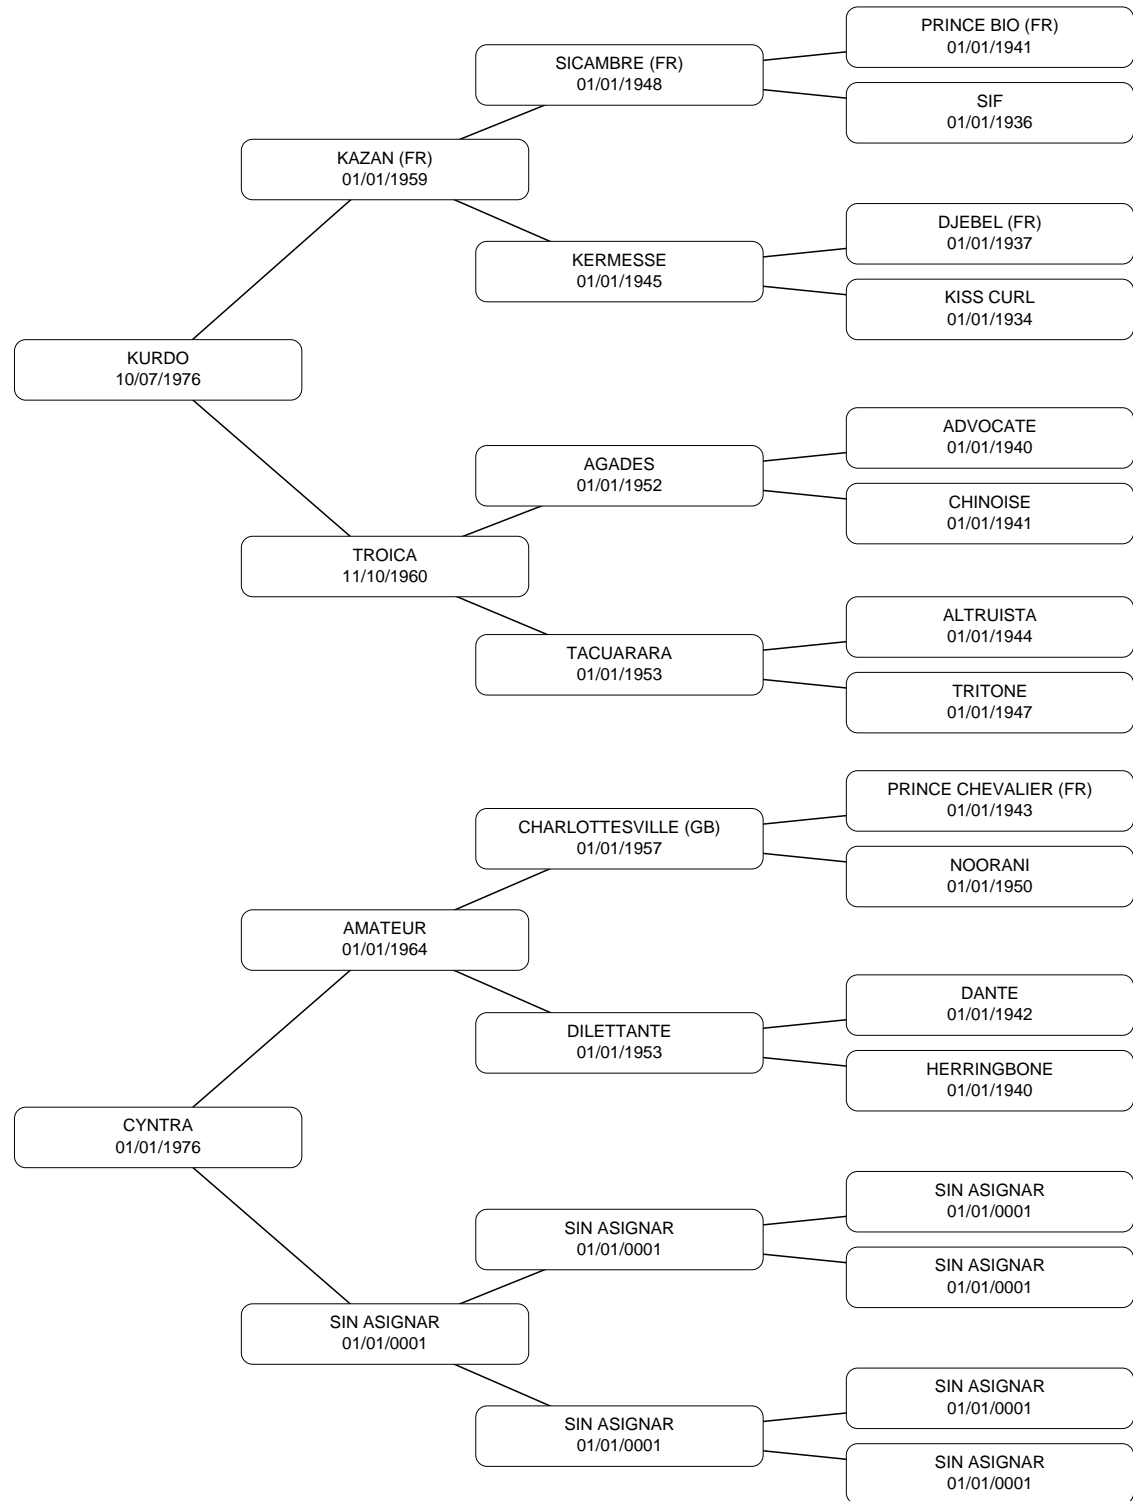 PRINCE BIO (FR)
01/01/1941
SICAMBRE (FR)
01/01/1948
SIF
01/01/1936
KAZAN (FR)
01/01/1959
DJEBEL (FR)
01/01/1937
KERMESSE
01/01/1945
KISS CURL
01/01/1934
KURDO
10/07/1976
ADVOCATE
01/01/1940
AGADES
01/01/1952
CHINOISE
01/01/1941
TROICA
11/10/1960
ALTRUISTA
01/01/1944
TACUARARA
01/01/1953
TRITONE
01/01/1947
PRINCE CHEVALIER (FR)
01/01/1943
CHARLOTTESVILLE (GB)
01/01/1957
NOORANI
01/01/1950
AMATEUR
01/01/1964
DANTE
01/01/1942
DILETTANTE
01/01/1953
HERRINGBONE
01/01/1940
CYNTRA
01/01/1976
SIN ASIGNAR
01/01/0001
SIN ASIGNAR
01/01/0001
SIN ASIGNAR
01/01/0001
SIN ASIGNAR
01/01/0001
SIN ASIGNAR
01/01/0001
SIN ASIGNAR
01/01/0001
SIN ASIGNAR
01/01/0001